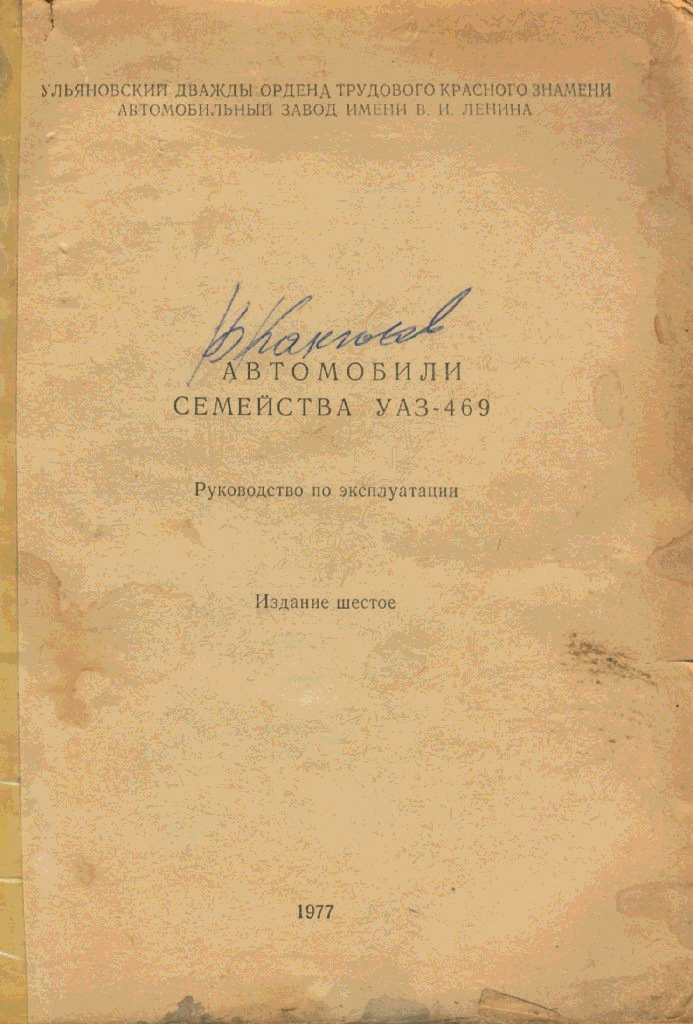 УЛЬЯНОВСКИЙ ДВАЖДЫ ОРДЕНА ТРУДОВОГО КРАСНОГО ЗНАМЕНИ
АВТОМОБИЛЬНЫЙ ЗАВОД ИМЕНИ В. И. ЛЕНИНА
АВТОМОБИЛИ
СЕМЕЙСТВА УАЗ-469
Руководство по эксплуатации
Издание шестое
1977